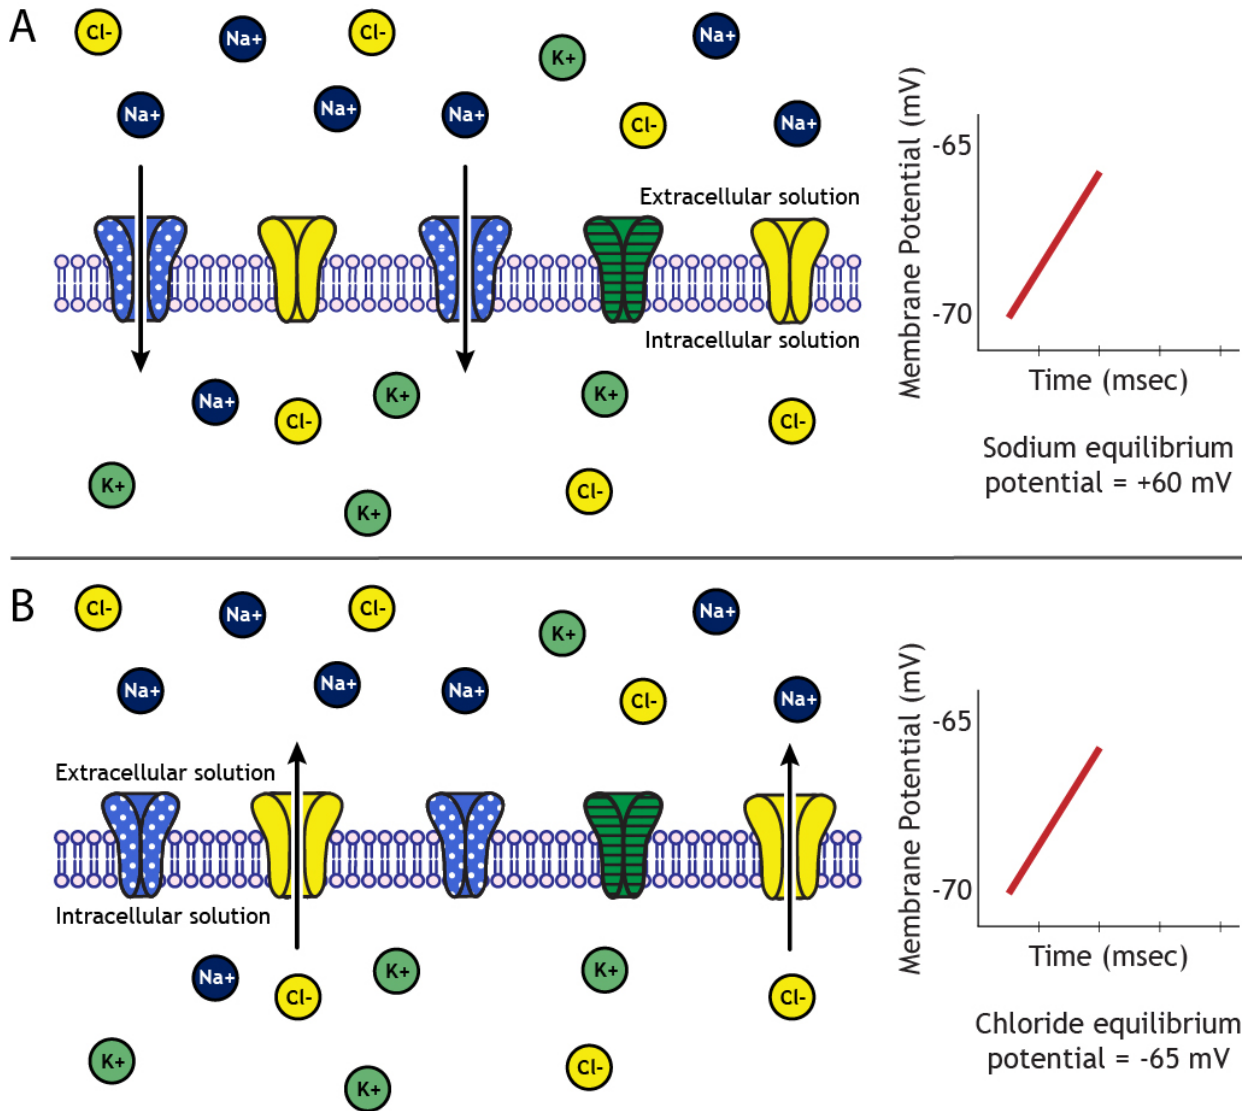 A
Cl-
Na+
Cl-
K+
Na+
Na+
Na+
Na+
Cl-
Na+
Extracellular solution
Intracellular solution
Na+
Cl-
K+
K+
Cl-
K+
K+
Cl-
Membrane Potential (mV)
-65
-70
Time (msec)
Sodium equilibrium
potential = +60 mV
B
Cl-
Na+
Cl-
K+
Na+
Na+
Na+
Na+
Cl-
Na+
Extracellular solution
Intracellular solution
Na+
Cl-
K+
K+
Cl-
K+
K+
Cl-
Membrane Potential (mV)
-65
-70
Time (msec)
Chloride equilibrium
potential = -65 mV